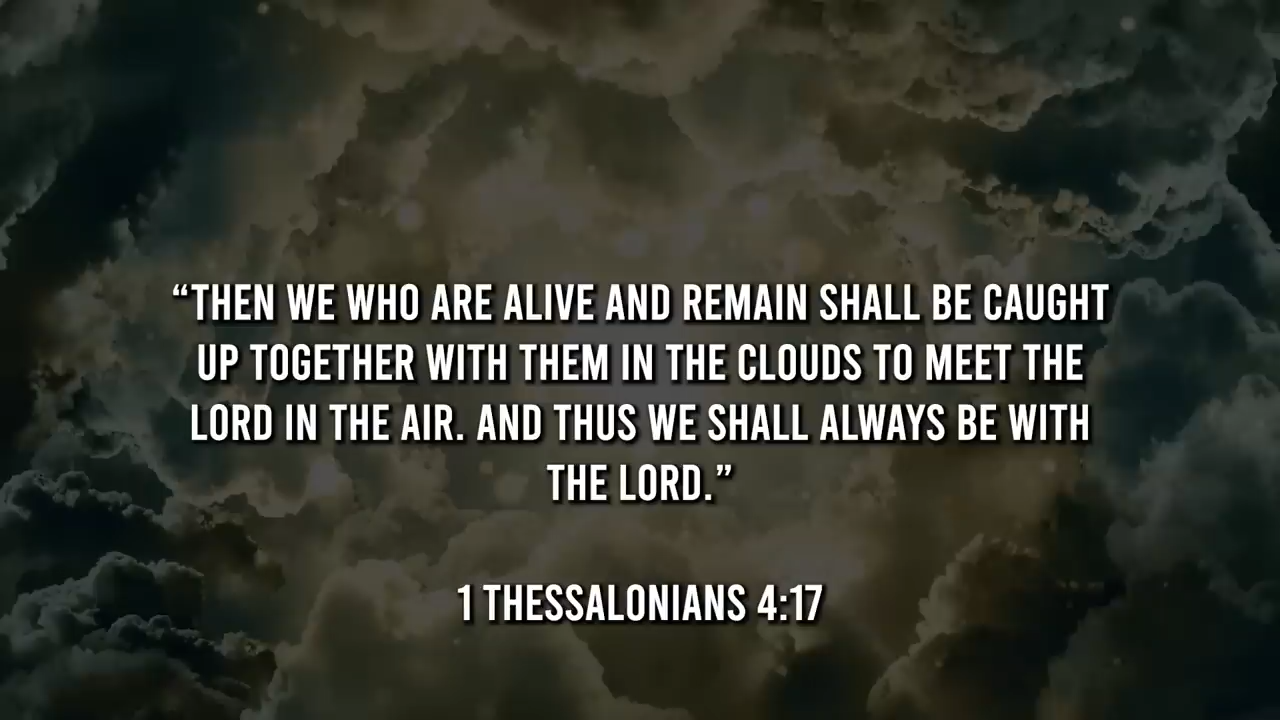 “THEN WE WHO ARE ALIVE AND REMAIN SHALL BE CAUGHT
UP TOGETHER WITH THEM IN THE CLOUDS TO MEET THE
LORD IN THE AIR. AND THUS WE SHALL ALWAYS BE WITH
THE LORD.”
1 THESSALONIANS 4:17